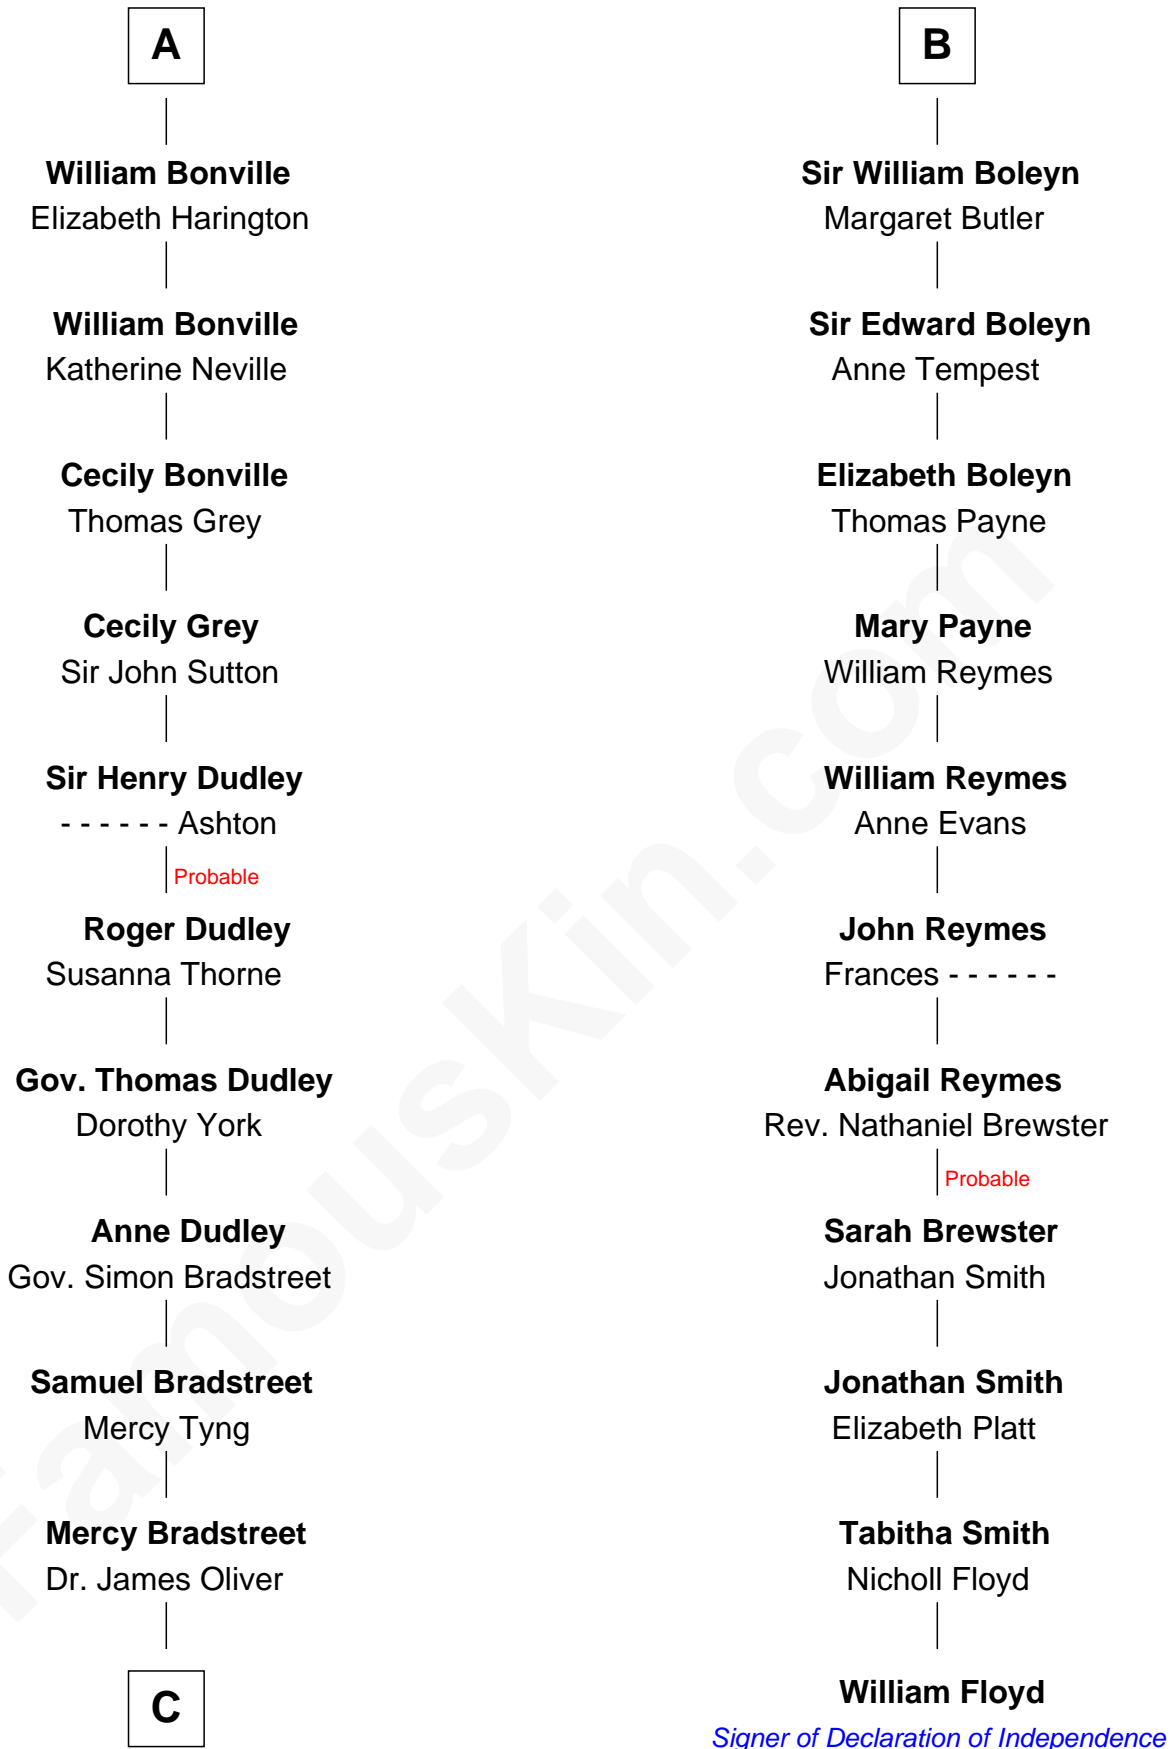 A
William Bonville
Elizabeth Harington
William Bonville
Katherine Neville
Cecily Bonville
Thomas Grey
Cecily Grey
Sir John Sutton
Sir Henry Dudley
- - - - - - Ashton
Probable
Roger Dudley
Susanna Thorne
Gov. Thomas Dudley
Dorothy York
Anne Dudley
Gov. Simon Bradstreet
Samuel Bradstreet
Mercy Tyng
Mercy Bradstreet
Dr. James Oliver
C
B
Sir William Boleyn
Margaret Butler
Sir Edward Boleyn
Anne Tempest
Elizabeth Boleyn
Thomas Payne
Mary Payne
William Reymes
William Reymes
Anne Evans
John Reymes
Frances - - - - - -
Abigail Reymes
Rev. Nathaniel Brewster
Probable
Sarah Brewster
Jonathan Smith
Jonathan Smith
Elizabeth Platt
Tabitha Smith
Nicholl Floyd
William Floyd
Signer of Declaration of Independence
FamousKin.com